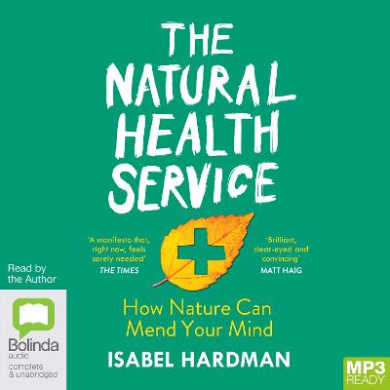 THE
NATURAL
HEALTH
SERVICE
'A manifesto that,
right now, feels
sorely needed'
THE TIMES
'Brilliant,
clear-eyed and
convincing'
MATT HAIG
Read by
the Author
How Nature Can
Mend Your Mind
ISABEL HARDMAN
Bolinda
audio
complete
& unabridged
MP3
READY